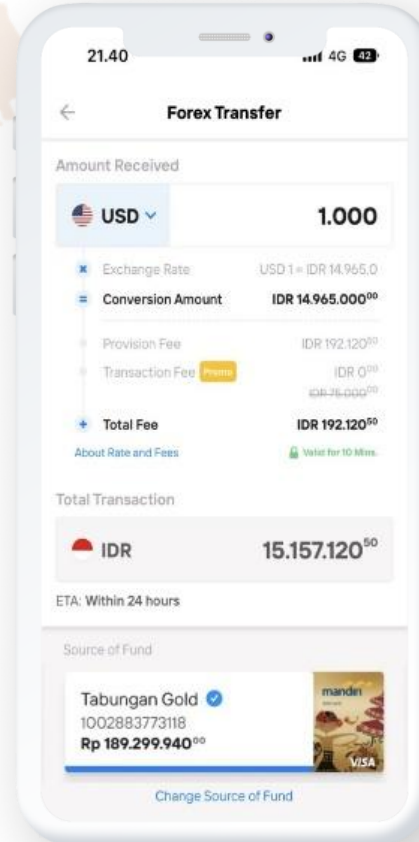 21.40 4G 42
Forex Transfer
Amount Received
USD 1.000
Exchange Rate USD 1 = IDR 14.965.0
Conversion Amount IDR 14.965.000⁰⁰
Provision Fee IDR 192.120⁵⁰
Transaction Fee Promo IDR 0⁰⁰
IDR 75.000⁰⁰
Total Fee IDR 192.120⁵⁰
About Rate and Fees Valid for 10 Mins.
Total Transaction
IDR 15.157.120⁵⁰
ETA: Within 24 hours
Source of Fund
Tabungan Gold
1002883773118
Rp 189.299.940⁰⁰
mandiri
VISA
Change Source of Fund